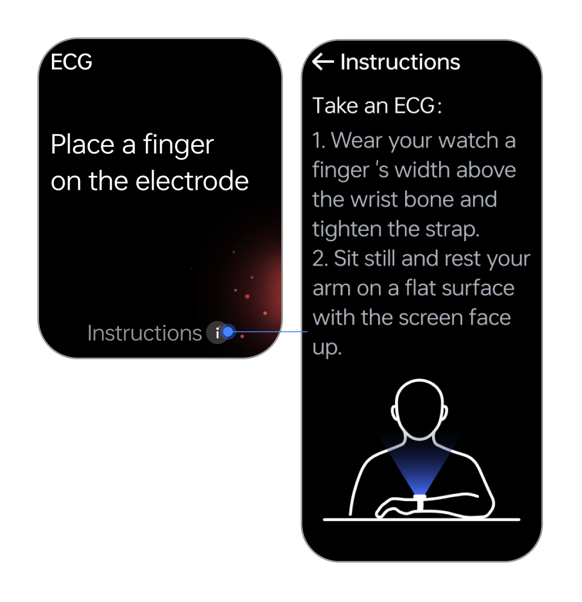 ECG
Place a finger
on the electrode
Instructions i
← Instructions
Take an ECG:
1. Wear your watch a
finger 's width above
the wrist bone and
tighten the strap.
2. Sit still and rest your
arm on a flat surface
with the screen face
up.